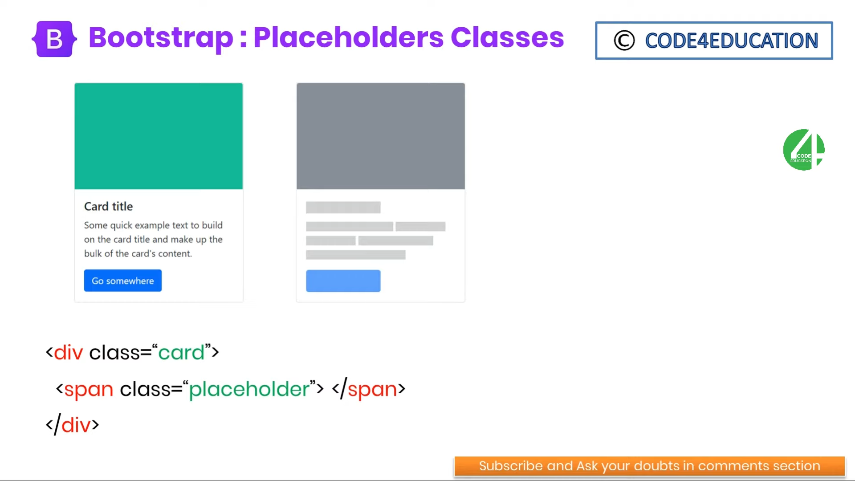 B Bootstrap : Placeholders Classes
© CODE4EDUCATION
4
CODE
Card title
Some quick example text to build
on the card title and make up the
bulk of the card's content.
Go somewhere
<div class=“card”>
<span class=“placeholder”> </span>
</div>
Subscribe and Ask your doubts in comments section